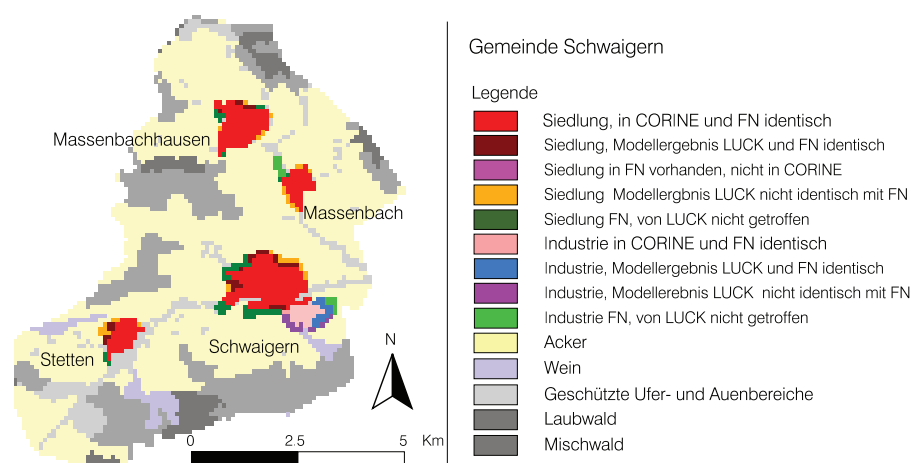 Massenbachhausen
Massenbach
Schwaigern
Stetten
N
0 2.5 5 Km
Gemeinde Schwaigern
Legende
Siedlung, in CORINE und FN identisch
Siedlung, Modellergebnis LUCK und FN identisch
Siedlung in FN vorhanden, nicht in CORINE
Siedlung Modellergbnis LUCK nicht identisch mit FN
Siedlung FN, von LUCK nicht getroffen
Industrie in CORINE und FN identisch
Industrie, Modellergebnis LUCK und FN identisch
Industrie, Modellerebnis LUCK nicht identisch mit FN
Industrie FN, von LUCK nicht getroffen
Acker
Wein
Geschützte Ufer- und Auenbereiche
Laubwald
Mischwald